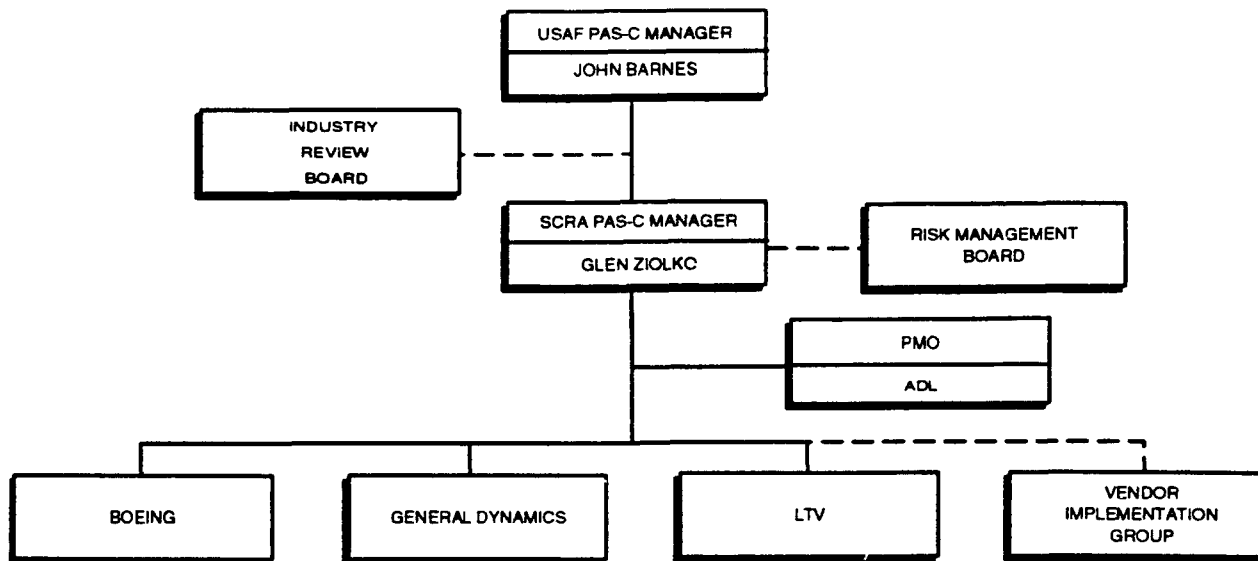 USAF PAS-C MANAGER
JOHN BARNES
INDUSTRY
REVIEW
BOARD
SCRA PAS-C MANAGER
GLEN ZIOLKC
RISK MANAGEMENT
BOARD
PMO
ADL
BOEING
GENERAL DYNAMICS
LTV
VENDOR
IMPLEMENTATION
GROUP